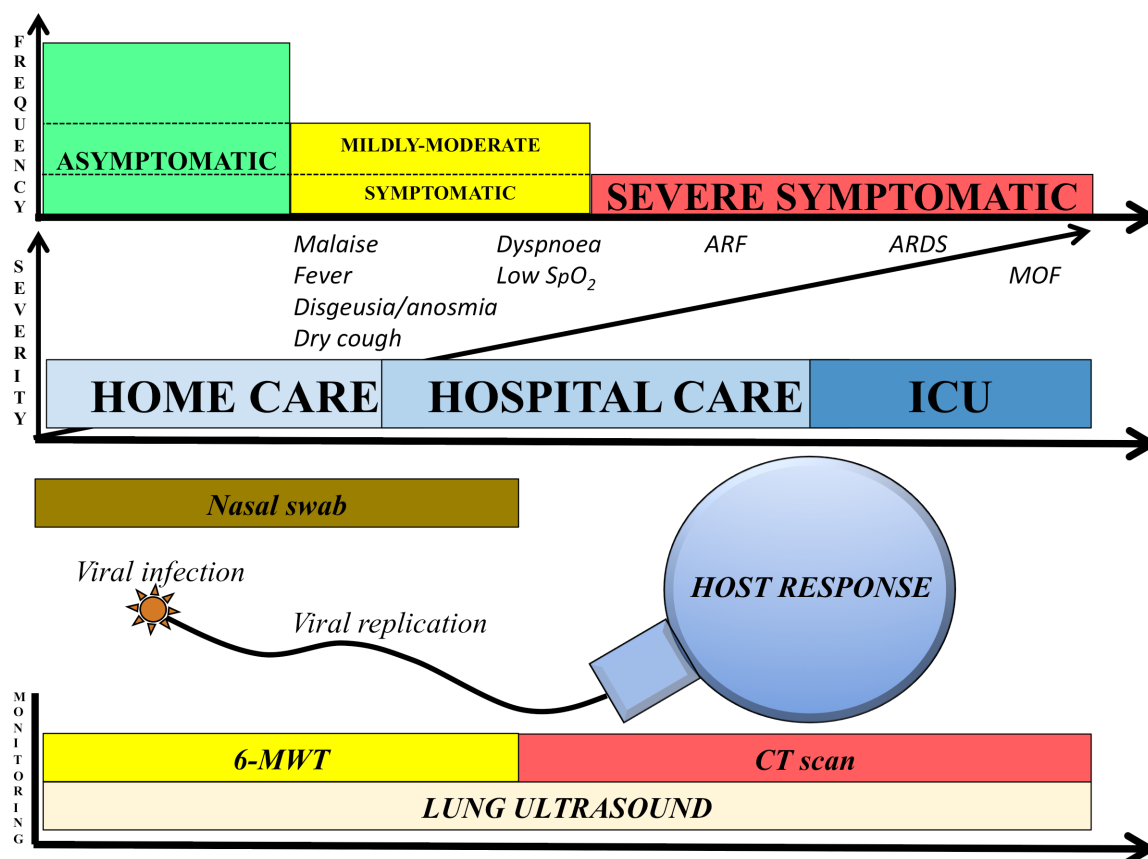 FREQUENCY
ASYMPTOMATIC
MILDLY-MODERATE
SYMPTOMATIC
SEVERE SYMPTOMATIC
SEVERITY
Malaise
Fever
Disgeusia/anosmia
Dry cough
Dyspnoea
Low SpO2
ARF
ARDS
MOF
HOME CARE
HOSPITAL CARE
ICU
Nasal swab
Viral infection
Viral replication
HOST RESPONSE
MONITORING
6-MWT
CT scan
LUNG ULTRASOUND